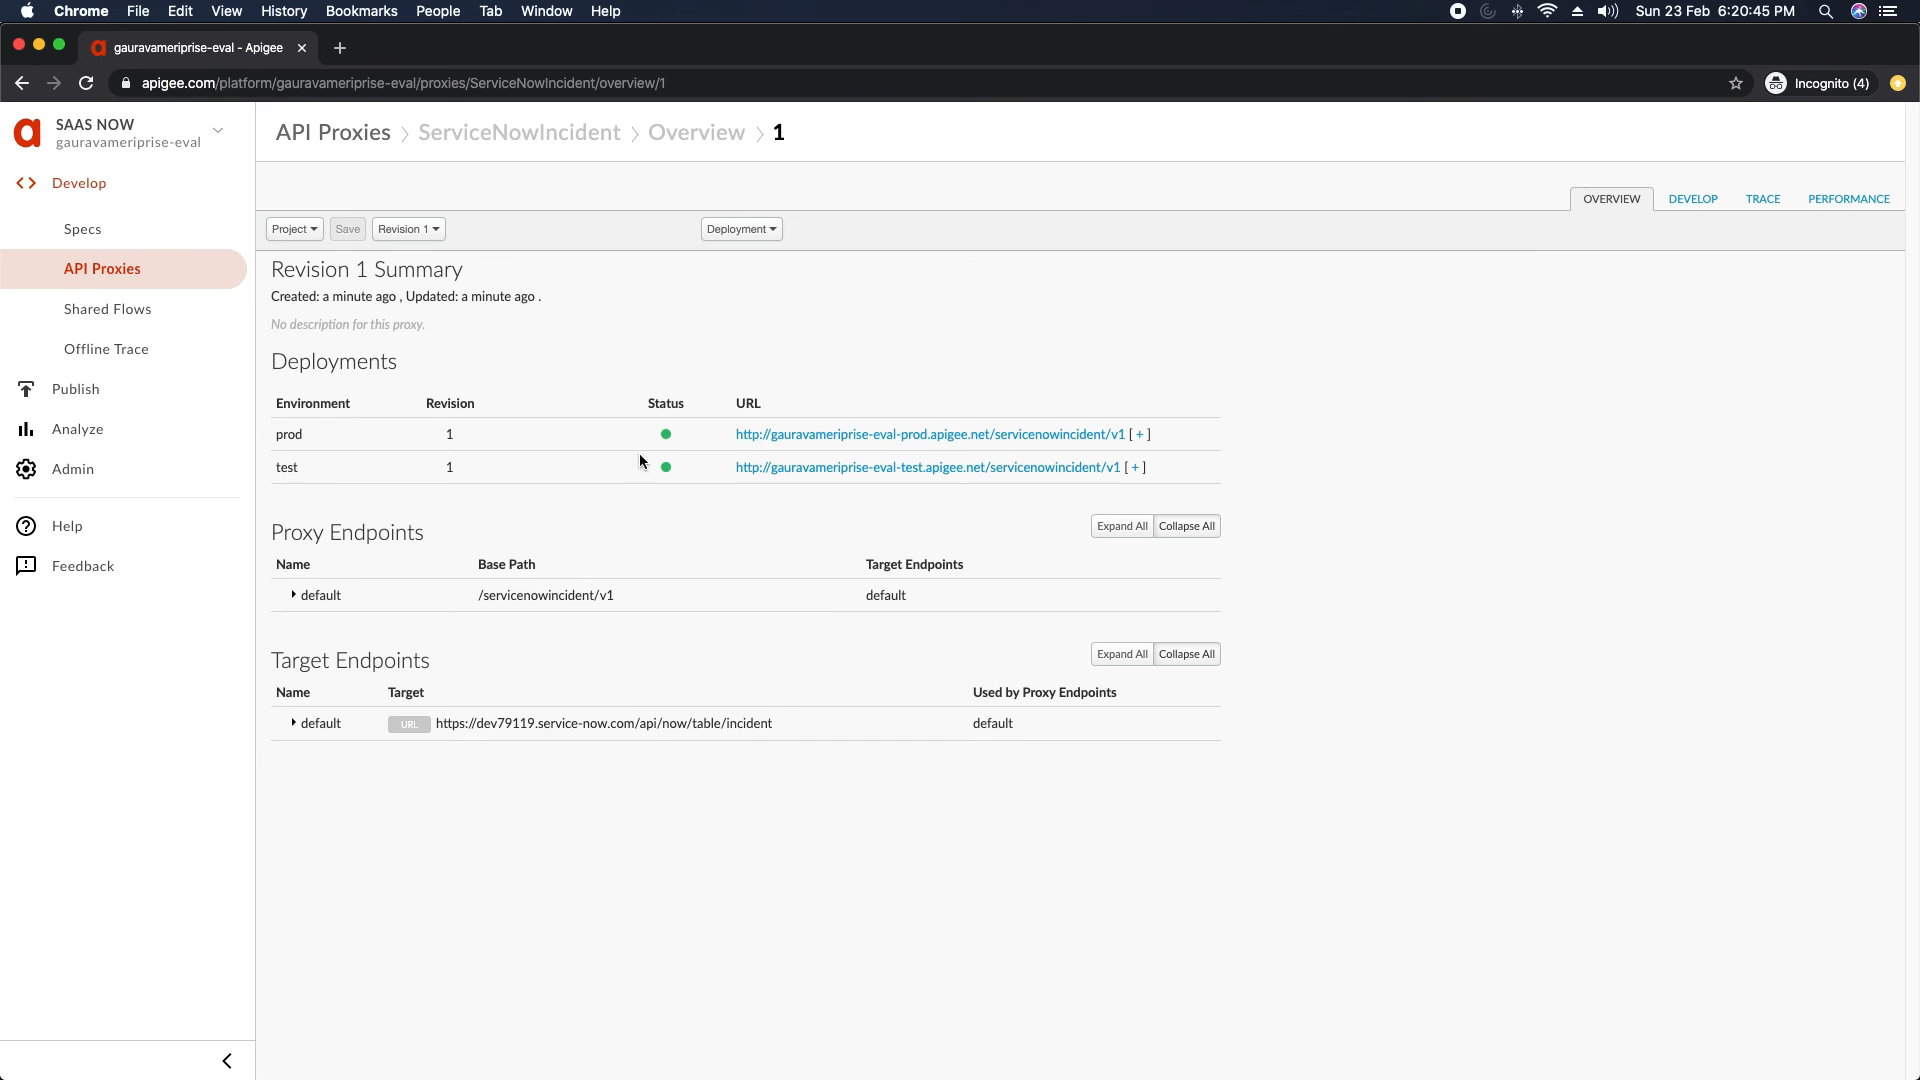 Chrome File Edit View History Bookmarks People Tab Window Help
Sun 23 Feb 6:20:45 PM
gauravameriprise-eval - Apigee
apigee.com/platform/gauravameriprise-eval/proxies/ServiceNowIncident/overview/1
Incognito (4)
SAAS NOW
gauravameriprise-eval
API Proxies > ServiceNowIncident > Overview > 1
Develop
OVERVIEW DEVELOP TRACE PERFORMANCE
Specs
Project Save Revision 1 Deployment
API Proxies
Revision 1 Summary
Created: a minute ago , Updated: a minute ago .
Shared Flows
No description for this proxy.
Offline Trace
Deployments
Publish
Environment Revision Status URL
Analyze
prod 1 http://gauravameriprise-eval-prod.apigee.net/servicenowincident/v1 [ + ]
Admin
test 1 http://gauravameriprise-eval-test.apigee.net/servicenowincident/v1 [ + ]
Help
Proxy Endpoints Expand All Collapse All
Feedback
Name Base Path Target Endpoints
default /servicenowincident/v1 default
Target Endpoints Expand All Collapse All
Name Target Used by Proxy Endpoints
default URL https://dev79119.service-now.com/api/now/table/incident default